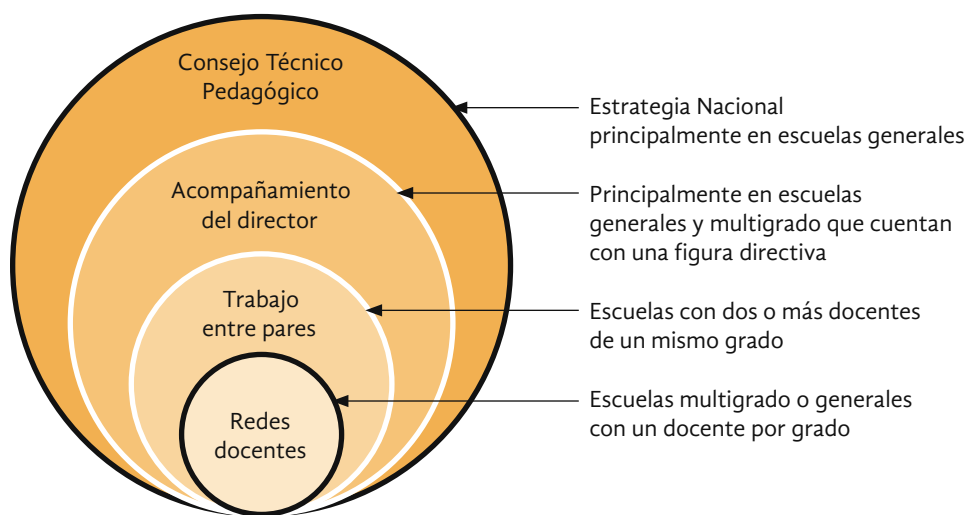 Consejo Técnico
Pedagógico
Estrategia Nacional
principalmente en escuelas generales
Acompañamiento
del director
Principalmente en escuelas
generales y multigrado que cuentan
con una figura directiva
Trabajo
entre pares
Escuelas con dos o más docentes
de un mismo grado
Redes
docentes
Escuelas multigrado o generales
con un docente por grado